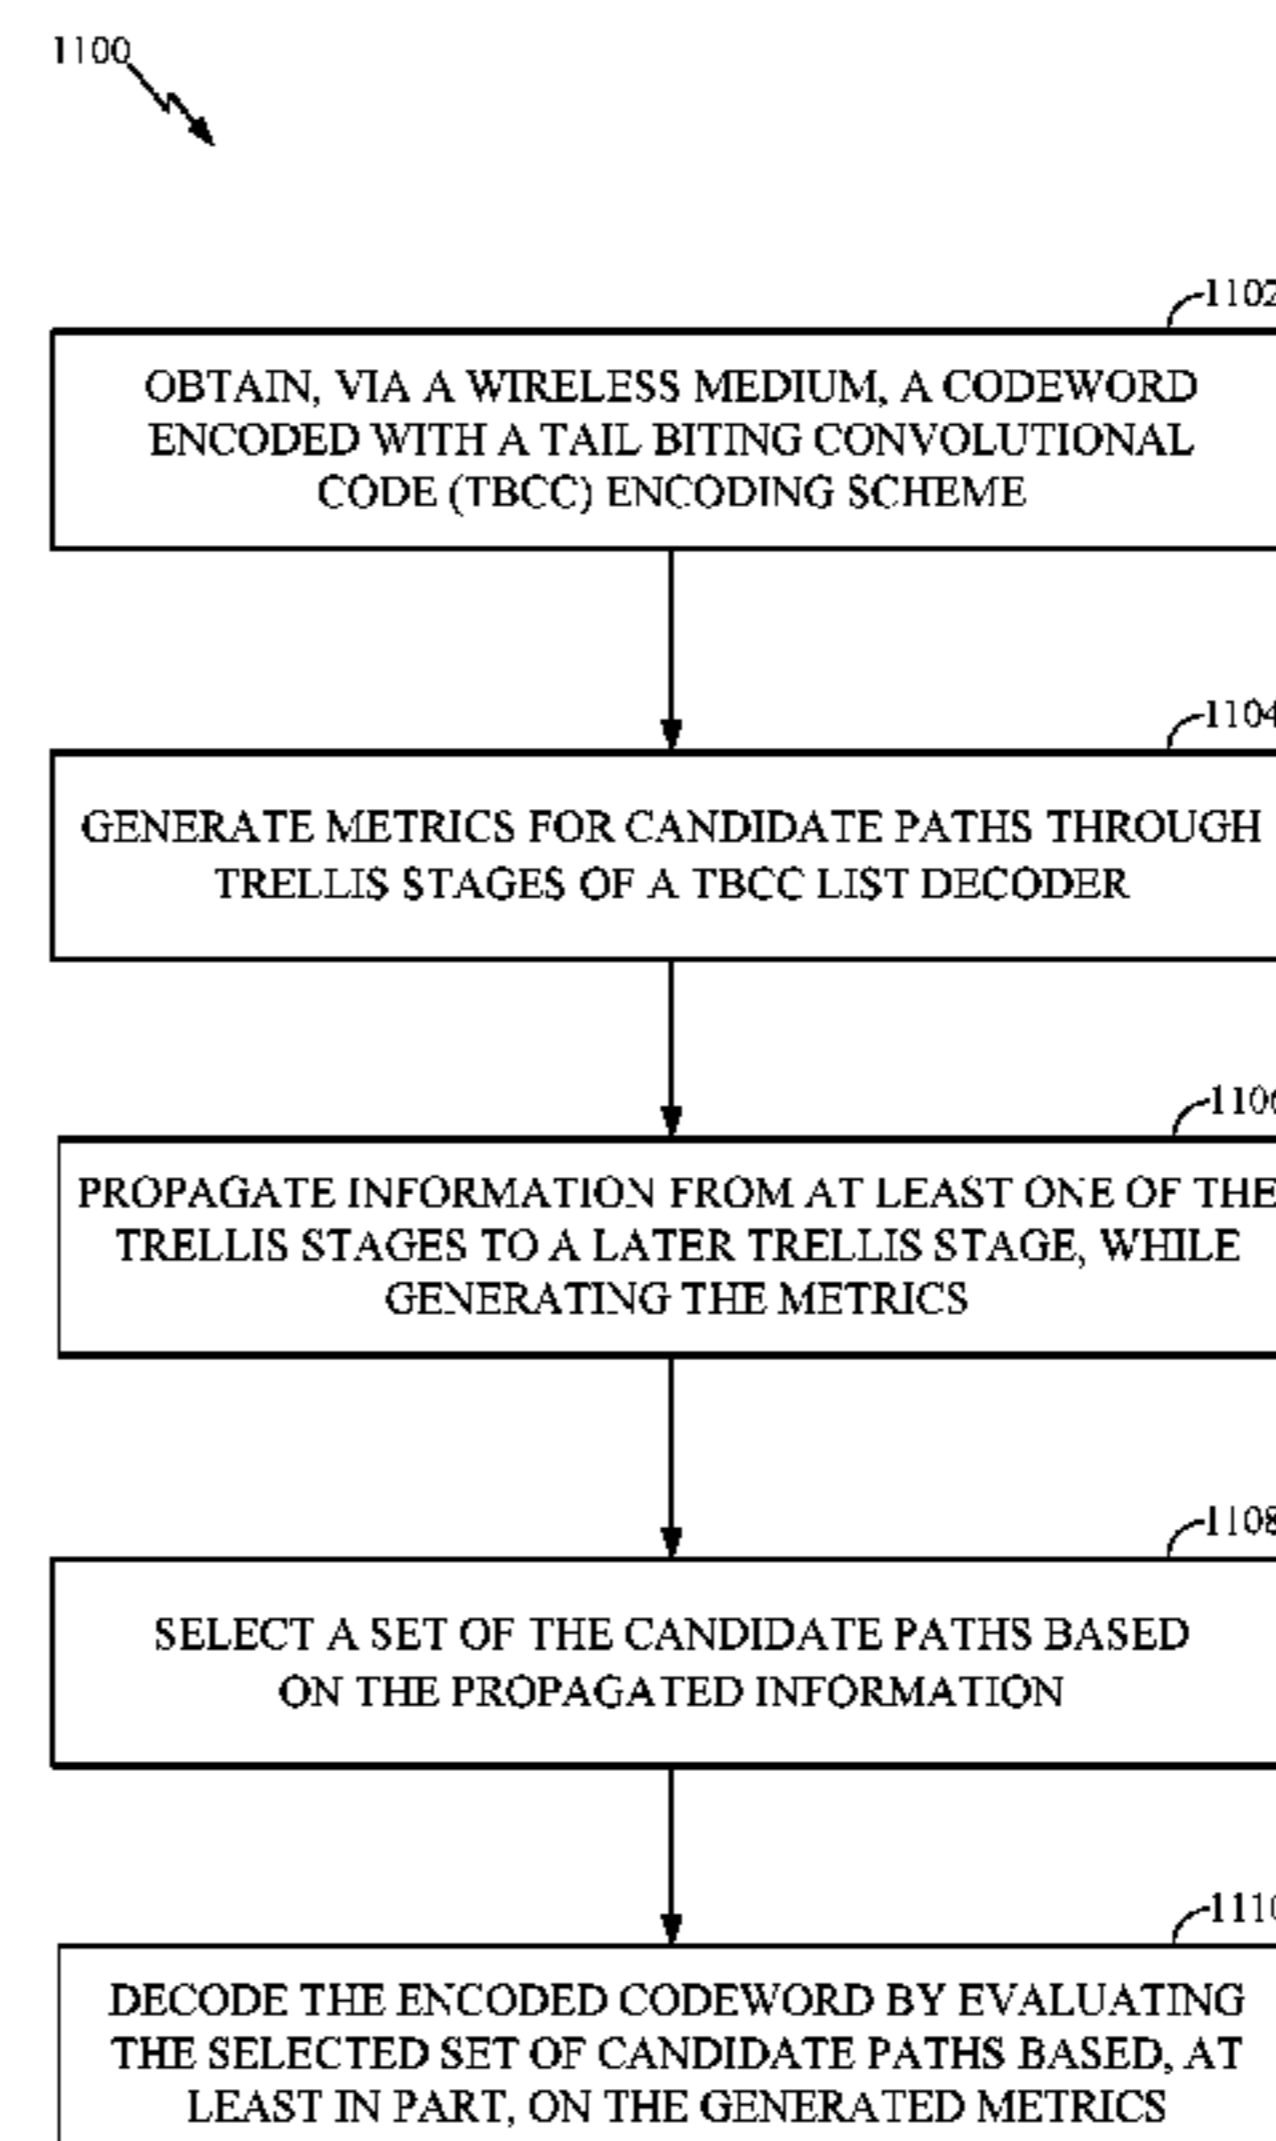 1100
1102
OBTAIN, VIA A WIRELESS MEDIUM, A CODEWORD
ENCODED WITH A TAIL BITING CONVOLUTIONAL
CODE (TBCC) ENCODING SCHEME
1104
GENERATE METRICS FOR CANDIDATE PATHS THROUGH
TRELLIS STAGES OF A TBCC LIST DECODER
1106
PROPAGATE INFORMATION FROM AT LEAST ONE OF THE
TRELLIS STAGES TO A LATER TRELLIS STAGE, WHILE
GENERATING THE METRICS
1108
SELECT A SET OF THE CANDIDATE PATHS BASED
ON THE PROPAGATED INFORMATION
1110
DECODE THE ENCODED CODEWORD BY EVALUATING
THE SELECTED SET OF CANDIDATE PATHS BASED, AT
LEAST IN PART, ON THE GENERATED METRICS